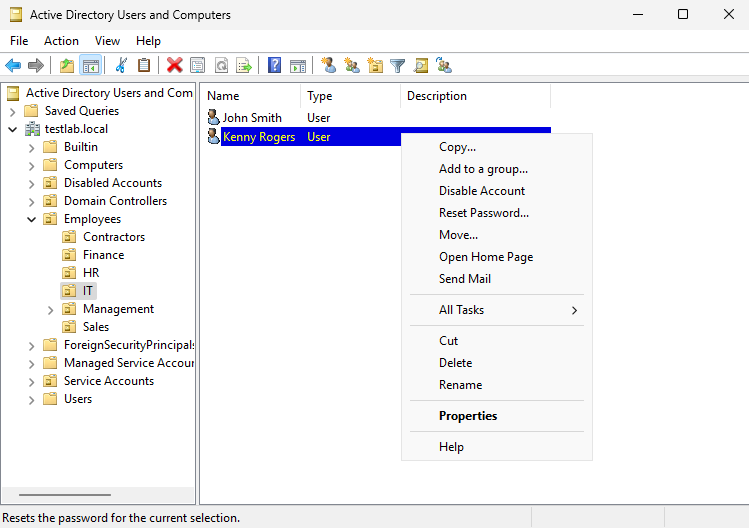 Active Directory Users and Computers
File Action View Help
Active Directory Users and Com
Saved Queries
testlab.local
Builtin
Computers
Disabled Accounts
Domain Controllers
Employees
Contractors
Finance
HR
IT
Management
Sales
ForeignSecurityPrincipals
Managed Service Accoun
Service Accounts
Users
Name Type Description
John Smith User
Kenny Rogers User
Copy...
Add to a group...
Disable Account
Reset Password...
Move...
Open Home Page
Send Mail
All Tasks
Cut
Delete
Rename
Properties
Help
Resets the password for the current selection.